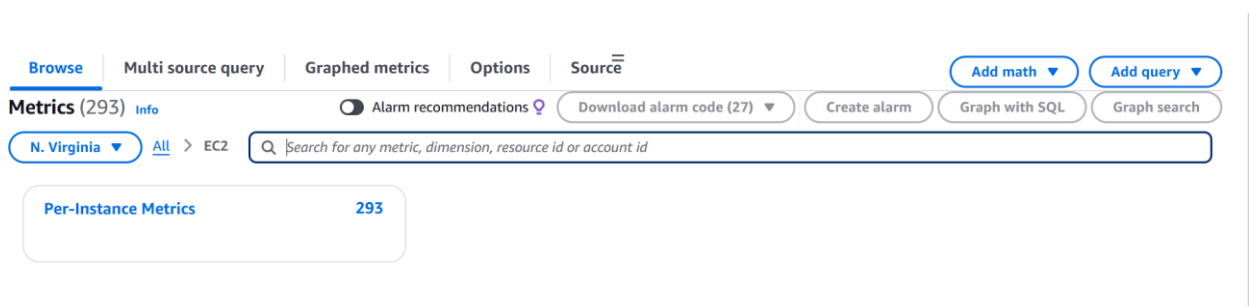 Browse Multi source query Graphed metrics Options Source Add math ▼ Add query ▼
Metrics (293) Info Alarm recommendations Download alarm code (27) ▼ Create alarm Graph with SQL Graph search
N. Virginia ▼ All > EC2 Search for any metric, dimension, resource id or account id
Per-Instance Metrics 293